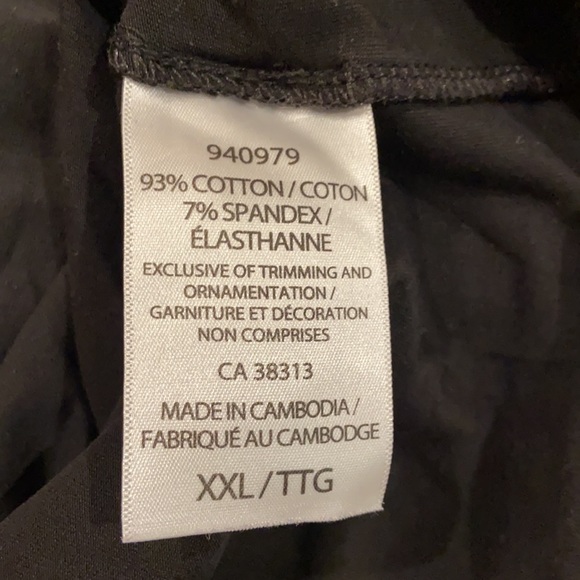 940979
93% COTTON / COTON
7% SPANDEX /
ÉLASTHANNE
EXCLUSIVE OF TRIMMING AND
ORNAMENTATION /
GARNITURE ET DÉCORATION
NON COMPRISES
CA 38313
MADE IN CAMBODIA /
FABRIQUÉ AU CAMBODGE
XXL / TTG